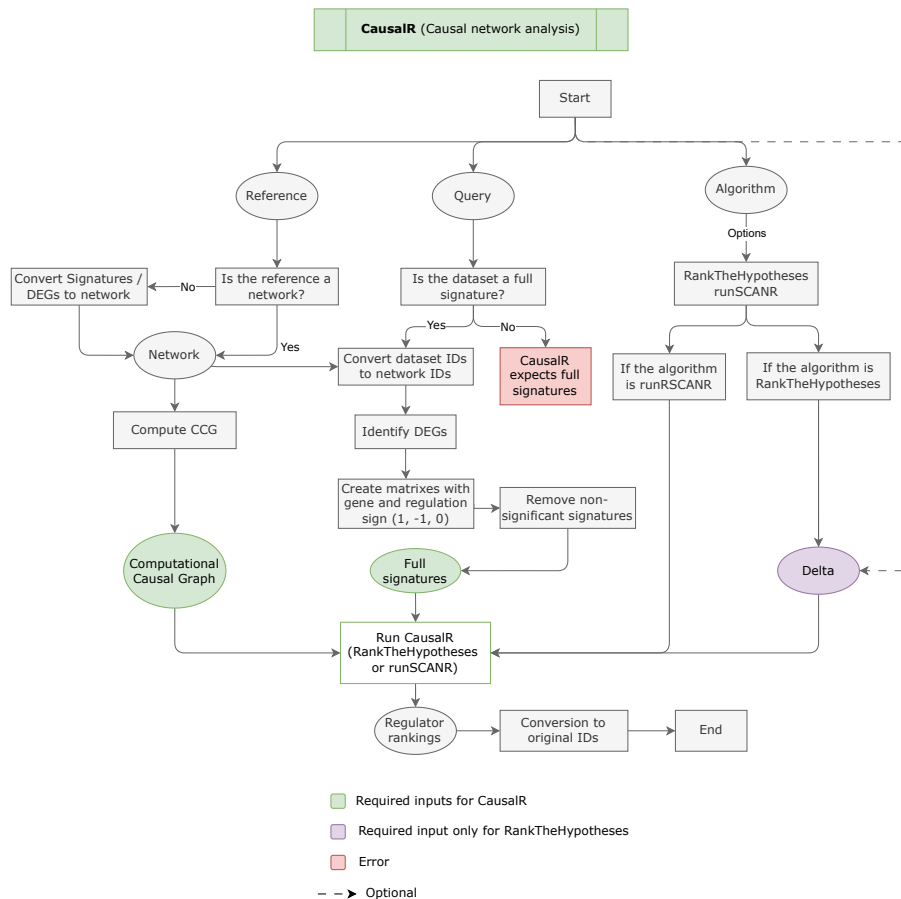 CausalR (Causal network analysis)
Start
Reference
Query
Algorithm
Options
Convert Signatures /
DEGs to network
No
Is the reference a
network?
Is the dataset a full
signature?
RankTheHypotheses
runSCANR
Yes
Yes
No
Network
Convert dataset IDs
to network IDs
CausalR
expects full
signatures
If the algorithm
is runRSCANR
If the algorithm is
RankTheHypotheses
Compute CCG
Identify DEGs
Create matrixes with
gene and regulation
sign (1, -1, 0)
Remove non-
significant signatures
Computational
Causal Graph
Full
signatures
Delta
Run CausalR
(RankTheHypotheses
or runSCANR)
Regulator
rankings
Conversion to
original IDs
End
Required inputs for CausalR
Required input only for RankTheHypotheses
Error
Optional